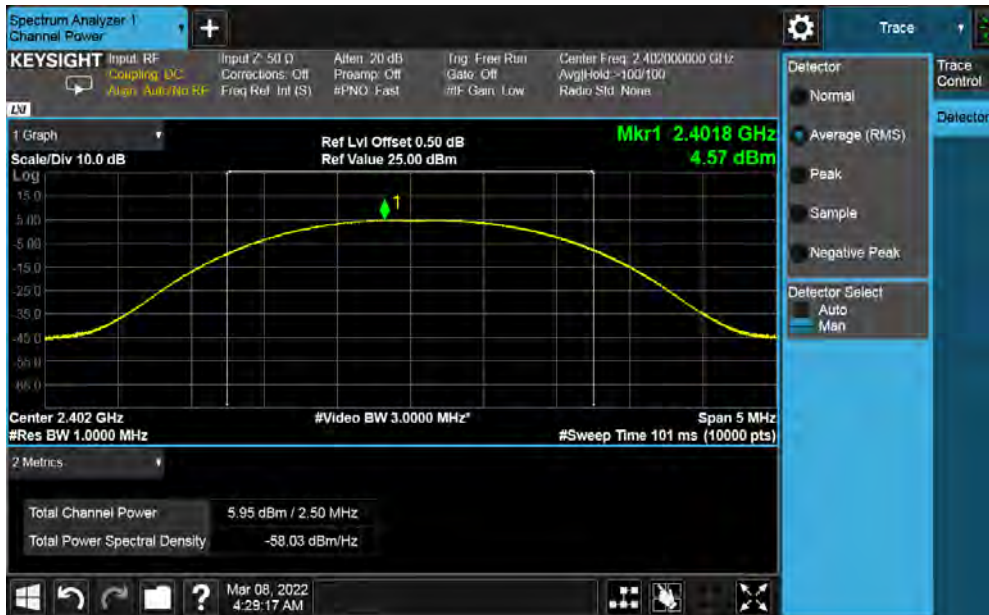 Spectrum Analyzer 1
Channel Power
+
Trace
KEYSIGHT
Input: RF
Coupling: DC
Align: Auto/No RF
Input Z: 50 Ω
Corrections: Off
Freq Ref: Int (S)
Atten: 20 dB
Preamp: Off
#PNO: Fast
Trig: Free Run
Gate: Off
#IF Gain: Low
Center Freq: 2.402000000 GHz
Avg|Hold:>100/100
Radio Std: None
LXI
1 Graph
Scale/Div 10.0 dB
Ref Lvl Offset 0.50 dB
Ref Value 25.00 dBm
Mkr1 2.4018 GHz
4.57 dBm
Log
15.0
5.00
-5.00
-15.0
-25.0
-35.0
-45.0
-55.0
-65.0
1
Center 2.402 GHz
#Video BW 3.0000 MHz*
Span 5 MHz
#Res BW 1.0000 MHz
#Sweep Time 101 ms (10000 pts)
2 Metrics
Total Channel Power
5.95 dBm / 2.50 MHz
Total Power Spectral Density
-58.03 dBm/Hz
?
Mar 08, 2022
4:29:17 AM
Detector
Normal
Average (RMS)
Peak
Sample
Negative Peak
Detector Select
Auto
Man
Trace
Control
Detector